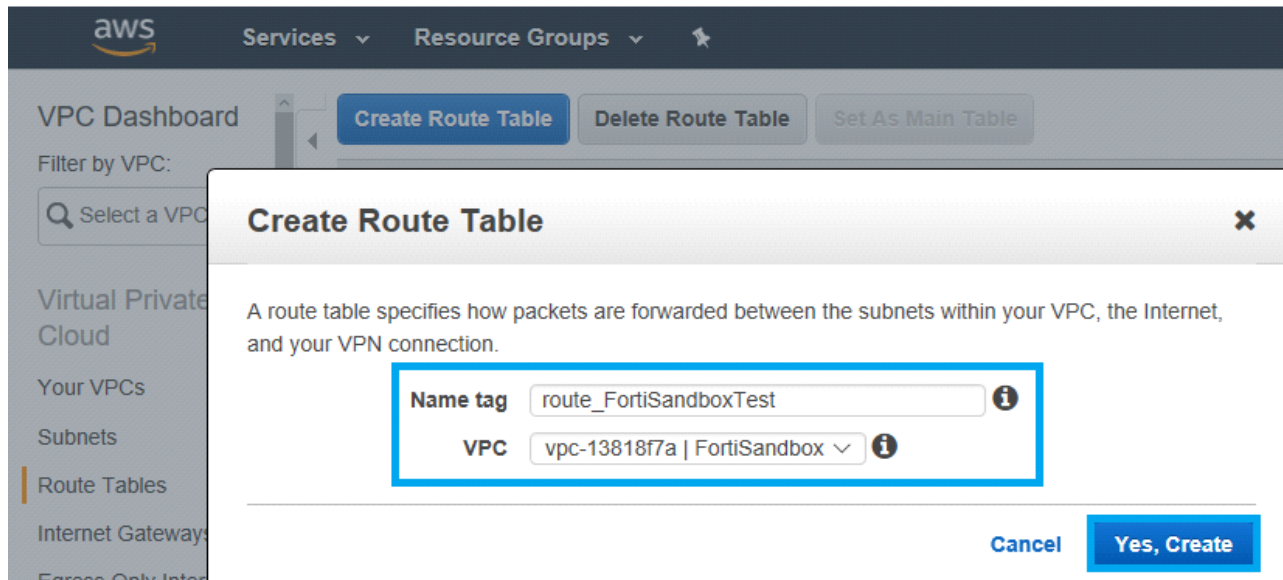 aws
Services
Resource Groups
VPC Dashboard
Create Route Table
Delete Route Table
Set As Main Table
Filter by VPC:
Select a VPC
Create Route Table
Virtual Private
Cloud
A route table specifies how packets are forwarded between the subnets within your VPC, the Internet,
and your VPN connection.
Your VPCs
Name tag route_FortiSandboxTest
Subnets
VPC vpc-13818f7a | FortiSandbox
Route Tables
Internet Gateways
Cancel
Yes, Create